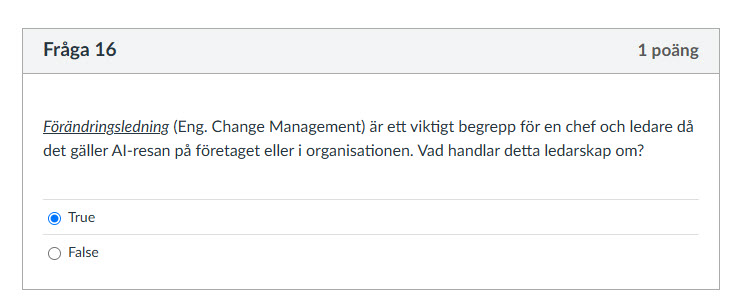 Fråga 16
1 poäng
Förändringsledning (Eng. Change Management) är ett viktigt begrepp för en chef och ledare då
det gäller AI-resan på företaget eller i organisationen. Vad handlar detta ledarskap om?
True
False